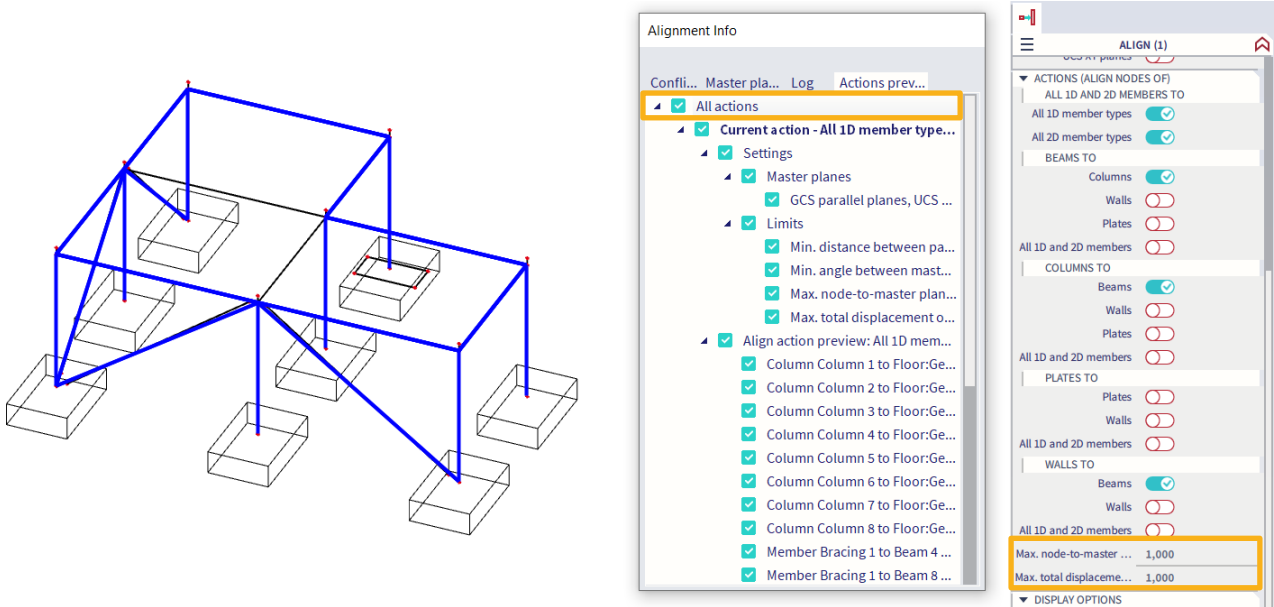 Alignment Info
Confli... Master pla... Log Actions prev...
All actions
Current action - All 1D member type...
Settings
Master planes
GCS parallel planes, UCS ...
Limits
Min. distance between pa...
Min. angle between mast...
Max. node-to-master plan...
Max. total displacement o...
Align action preview: All 1D mem...
Column Column 1 to Floor:Ge...
Column Column 2 to Floor:Ge...
Column Column 3 to Floor:Ge...
Column Column 4 to Floor:Ge...
Column Column 5 to Floor:Ge...
Column Column 6 to Floor:Ge...
Column Column 7 to Floor:Ge...
Column Column 8 to Floor:Ge...
Member Bracing 1 to Beam 4 ...
Member Bracing 1 to Beam 8 ...
ALIGN (1)
UCS XY planes
ACTIONS (ALIGN NODES OF)
ALL 1D AND 2D MEMBERS TO
All 1D member types
All 2D member types
BEAMS TO
Columns
Walls
Plates
All 1D and 2D members
COLUMNS TO
Beams
Walls
Plates
All 1D and 2D members
PLATES TO
Plates
Walls
All 1D and 2D members
WALLS TO
Beams
Walls
All 1D and 2D members
Max. node-to-master ... 1,000
Max. total displaceme... 1,000
DISPLAY OPTIONS